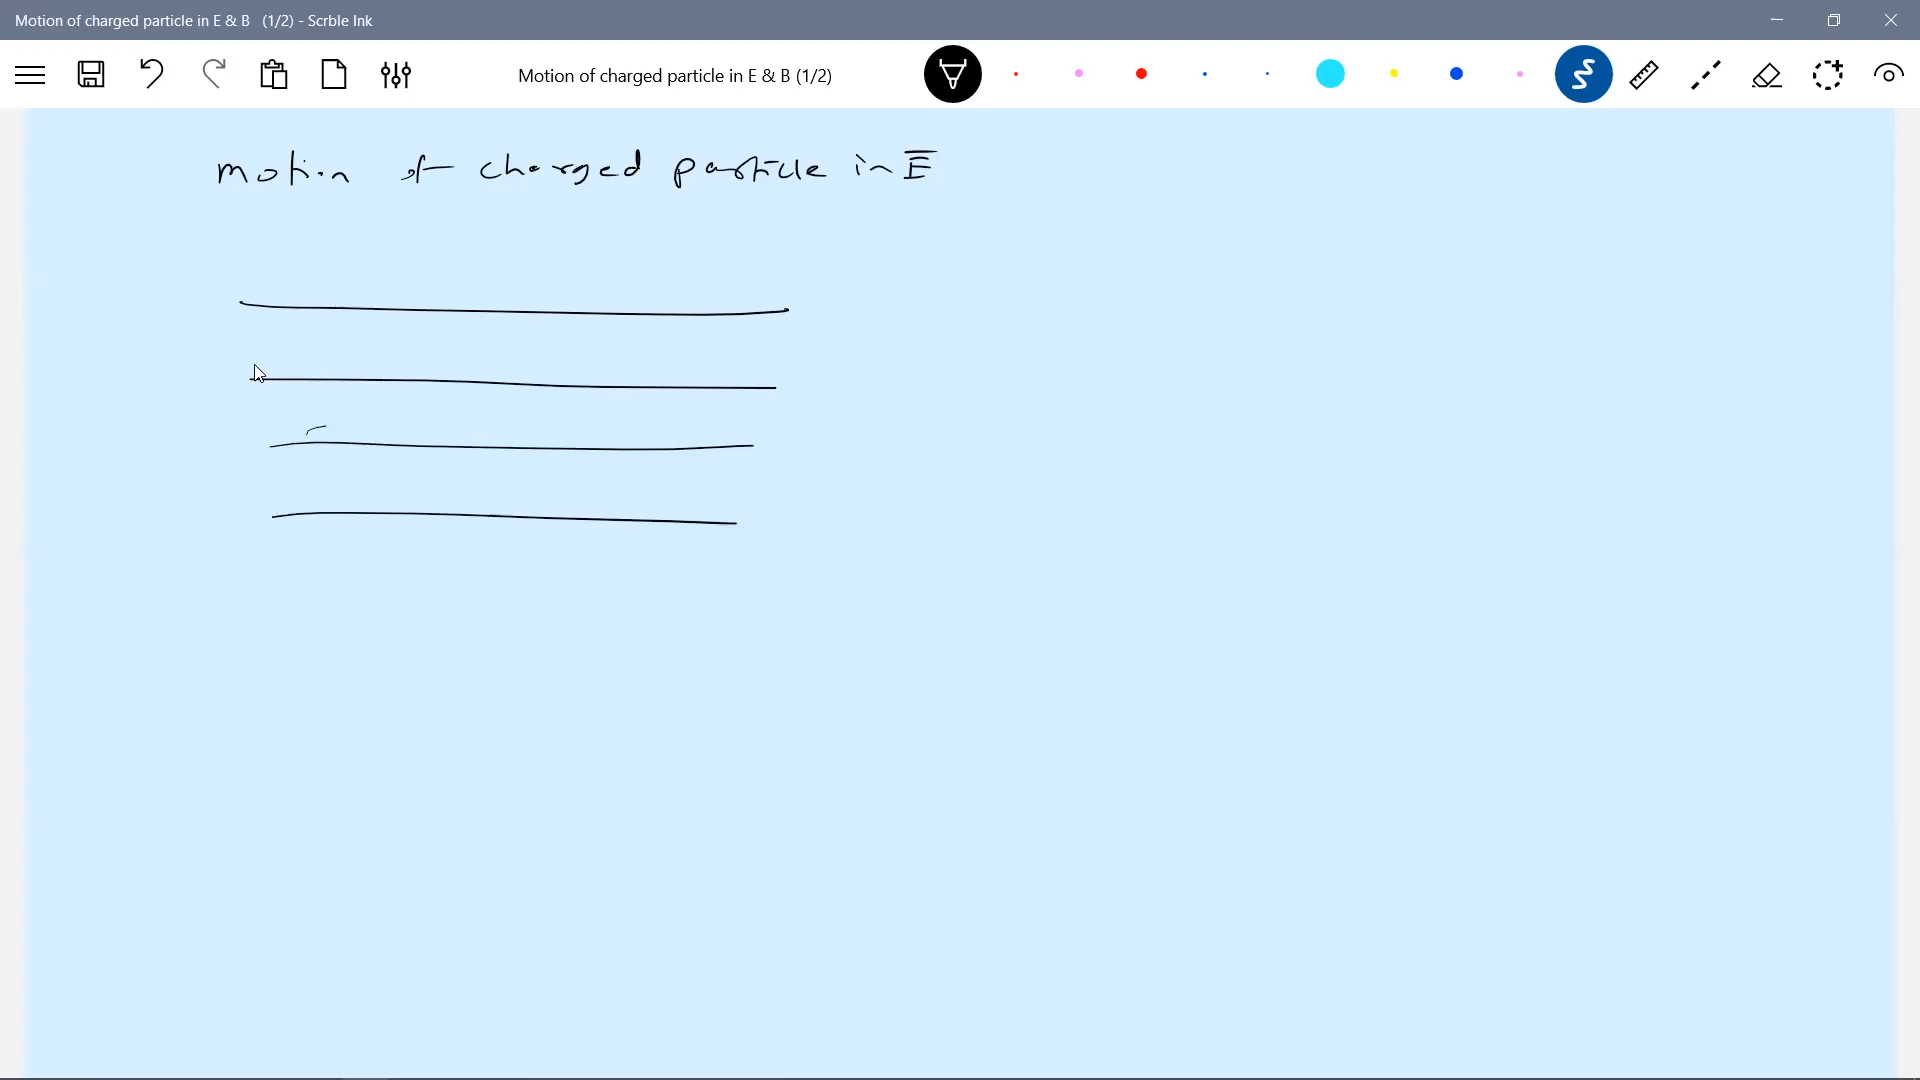 Motion of charged particle in E & B (1/2) - Scrble Ink
Motion of charged particle in E & B (1/2)
motion of charged particle in E̅